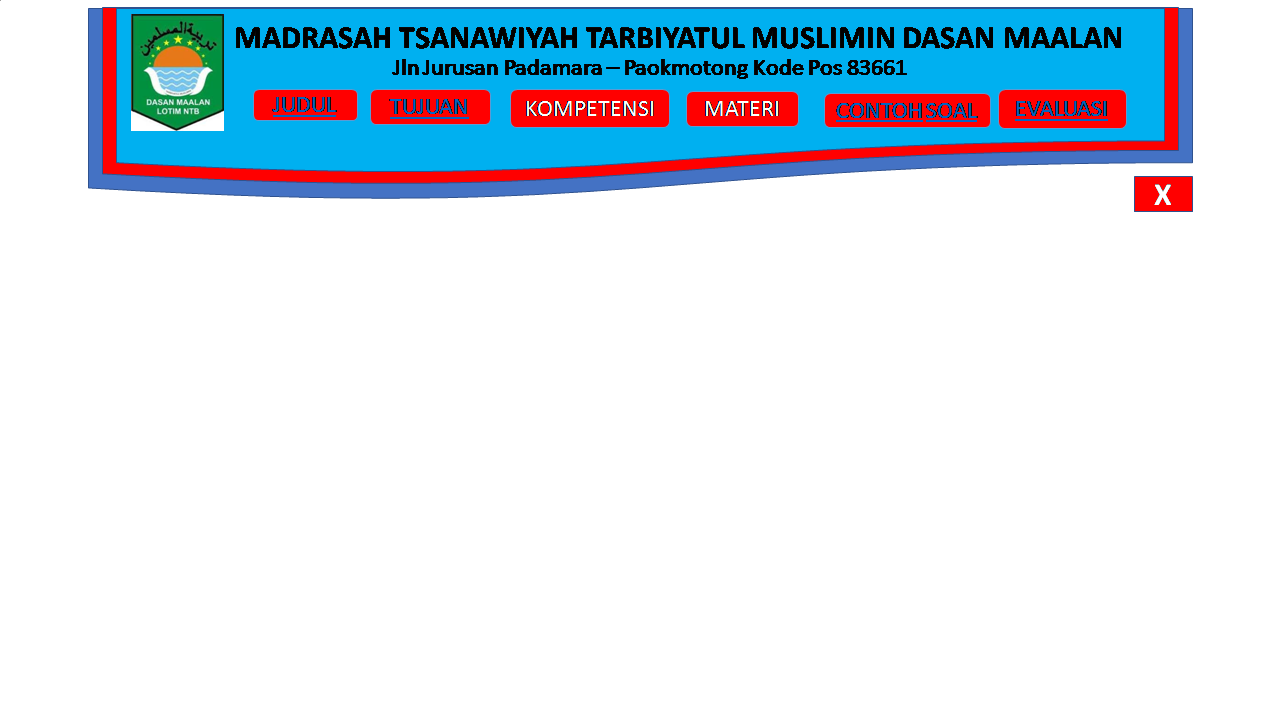 MADRASAH TSANAWIYAH TARBIYATUL MUSLIMIN DASAN MAALAN
Jln Jurusan Padamara – Paokmotong Kode Pos 83661
تربية المسلمين
DASAN MAALAN
LOTIM NTB
JUDUL
TUJUAN
KOMPETENSI
MATERI
CONTOH SOAL
EVALUASI
X